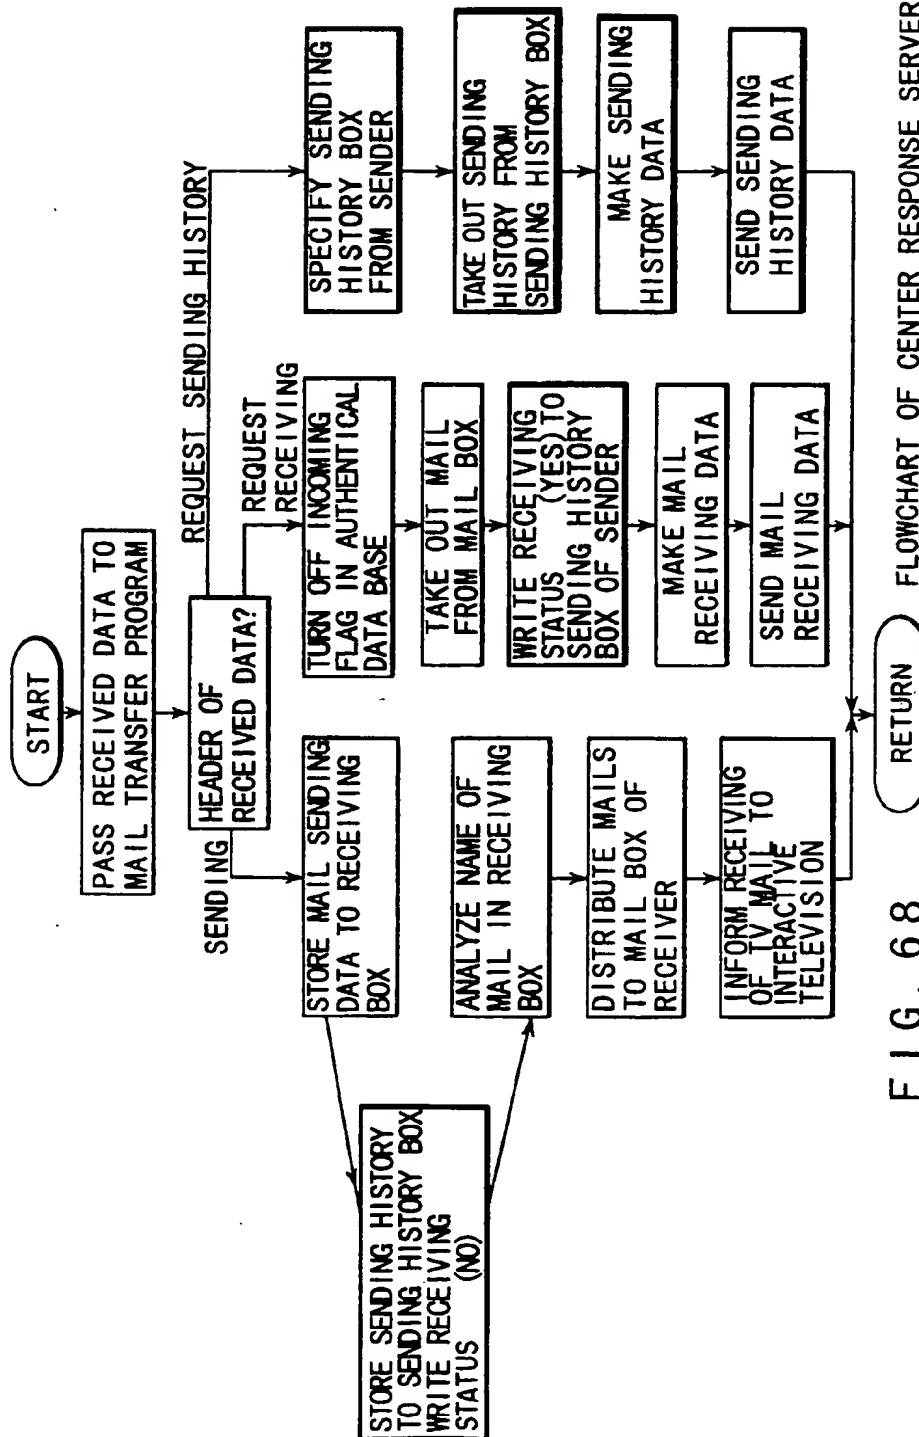 START
PASS RECEIVED DATA TO
MAIL TRANSFER PROGRAM
HEADER OF
RECEIVED DATA?
SENDING
REQUEST
RECEIVING
REQUEST SENDING HISTORY
STORE MAIL SENDING
DATA TO RECEIVING
BOX
STORE SENDING HISTORY
TO SENDING HISTORY BOX
WRITE RECEIVING
STATUS (NO)
ANALYZE NAME OF
MAIL IN RECEIVING
BOX
DISTRIBUTE MAILS
TO MAIL BOX OF
RECEIVER
INFORM RECEIVING
OF TV MAIL TO
INTERACTIVE
TELEVISION
TURN OFF INCOMING
FLAG IN AUTHENTICAL
DATA BASE
TAKE OUT MAIL
FROM MAIL BOX
WRITE RECEIVING
STATUS (YES) TO
SENDING HISTORY
BOX OF SENDER
MAKE MAIL
RECEIVING DATA
SEND MAIL
RECEIVING DATA
SPECIFY SENDING
HISTORY BOX
FROM SENDER
TAKE OUT SENDING
HISTORY FROM
SENDING HISTORY BOX
MAKE SENDING
HISTORY DATA
SEND SENDING
HISTORY DATA
RETURN
FIG. 68 FLOWCHART OF CENTER RESPONSE SERVER